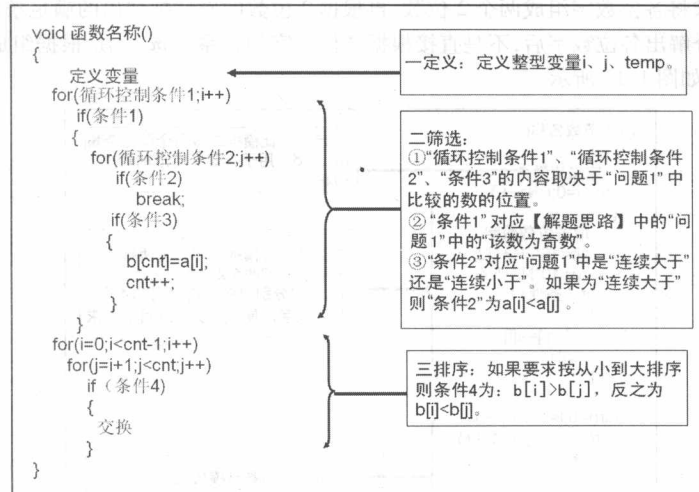 void 函数名称()
{
定义变量
for(循环控制条件1;i++)
if(条件1)
{
for(循环控制条件2;j++)
if(条件2)
break;
if(条件3)
{
b[cnt]=a[i];
cnt++;
}
}
for(i=0;i<cnt-1;i++)
for(j=i+1;j<cnt;j++)
if（条件4)
{
交换
}
}
一定义：定义整型变量i、j、temp。
二筛选：
①“循环控制条件1”、“循环控制条件
2”、“条件3”的内容取决于“问题1”中
比较的数的位置。
②“条件1”对应【解题思路】中的“问
题1”中的“该数为奇数”。
③“条件2”对应“问题1”中是“连续大于”
还是“连续小于”。如果为“连续大于”
则“条件2”为a[i]<a[j] 。
三排序：如果要求按从小到大排序
则条件4为：b[i]>b[j]，反之为
b[i]<b[j]。